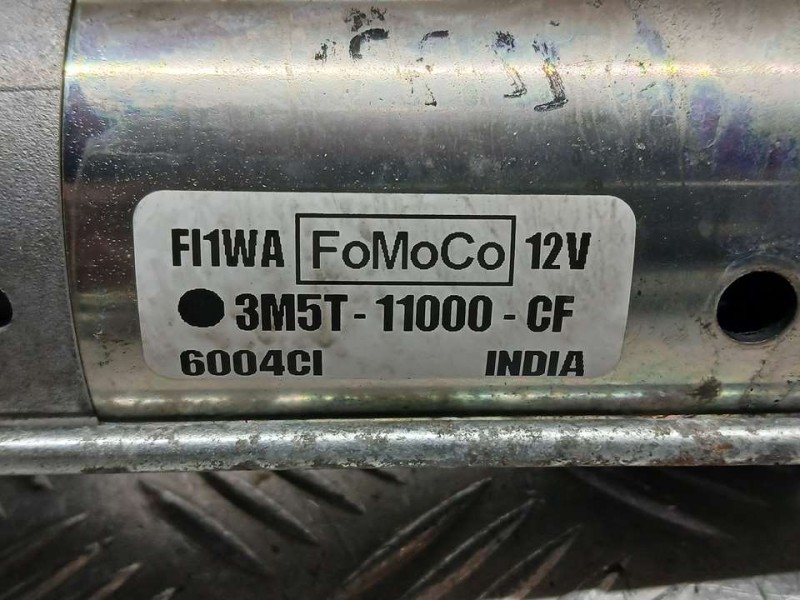 FI1WA FoMoCo 12V
3M5T-11000-CF
6004CI INDIA